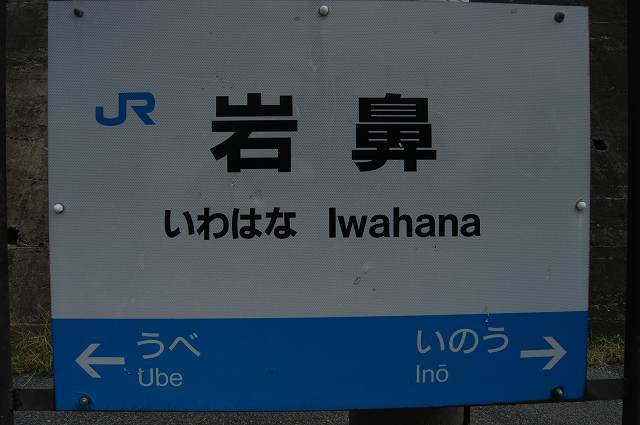 JR 岩鼻
いわはな Iwahana
← うべ いのう →
Ube Inō